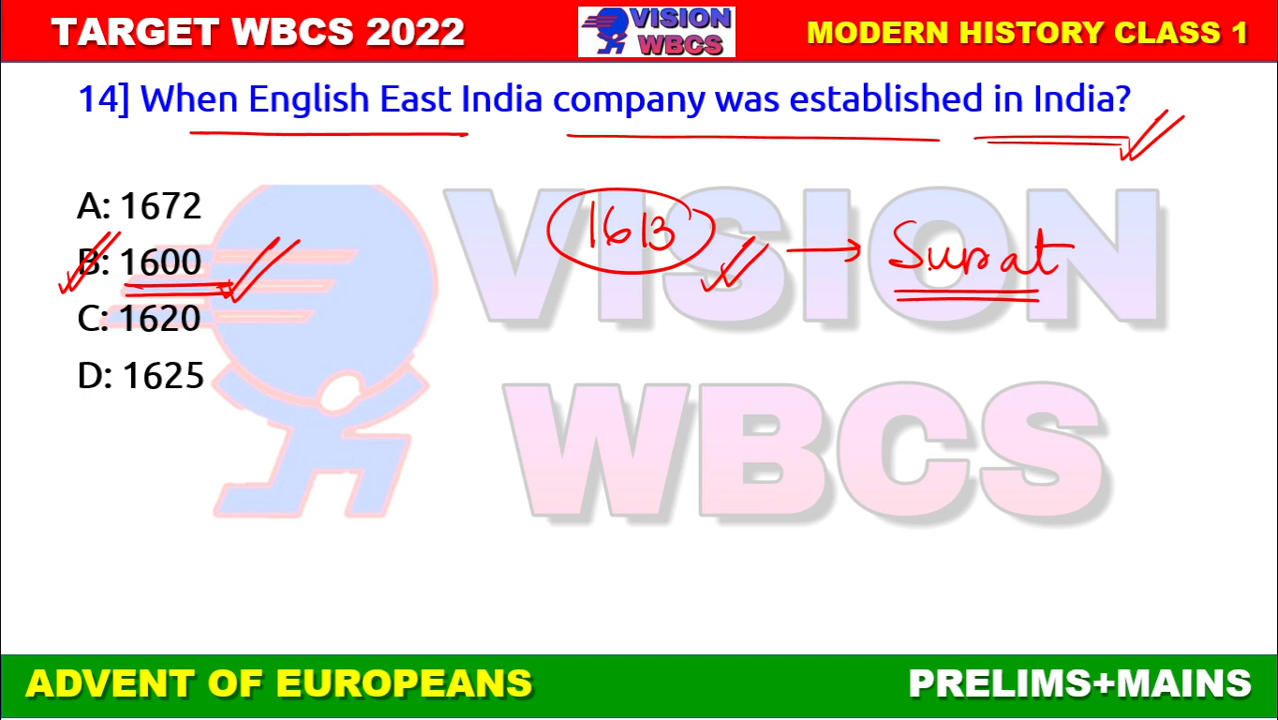 TARGET WBCS 2022
VISION
WBCS
MODERN HISTORY CLASS 1
14] When English East India company was established in India?
A: 1672
B: 1600
C: 1620
D: 1625
1613 → Surat
VISION
WBCS
ADVENT OF EUROPEANS
PRELIMS+MAINS